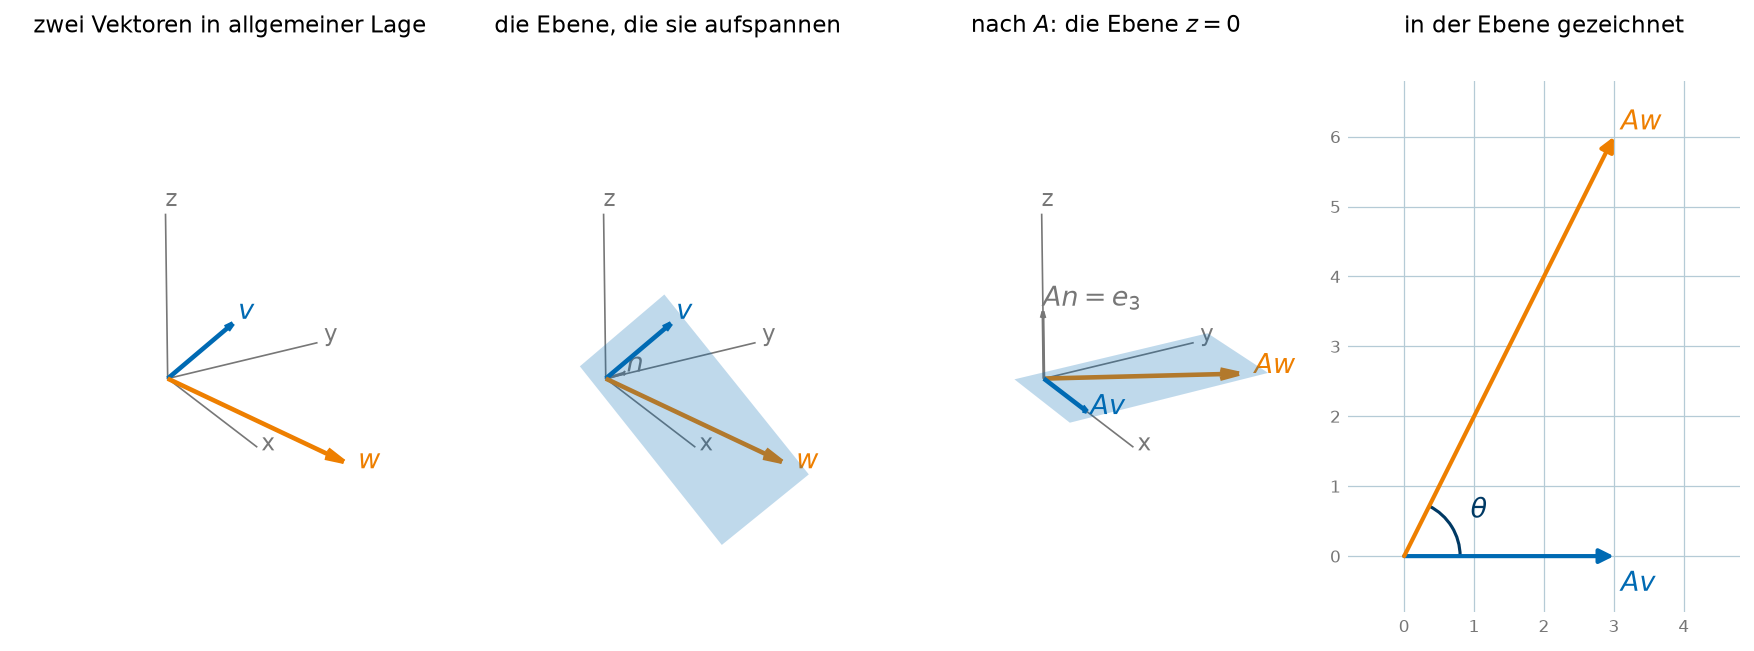 zwei Vektoren in allgemeiner Lage
z
v
y
x
w
die Ebene, die sie aufspannen
z
v
y
n
x
w
nach A: die Ebene z = 0
z
An = e₃
y
Aw
Av
x
in der Ebene gezeichnet
Aw
6
5
4
3
2
1
θ
0
Av
0 1 2 3 4